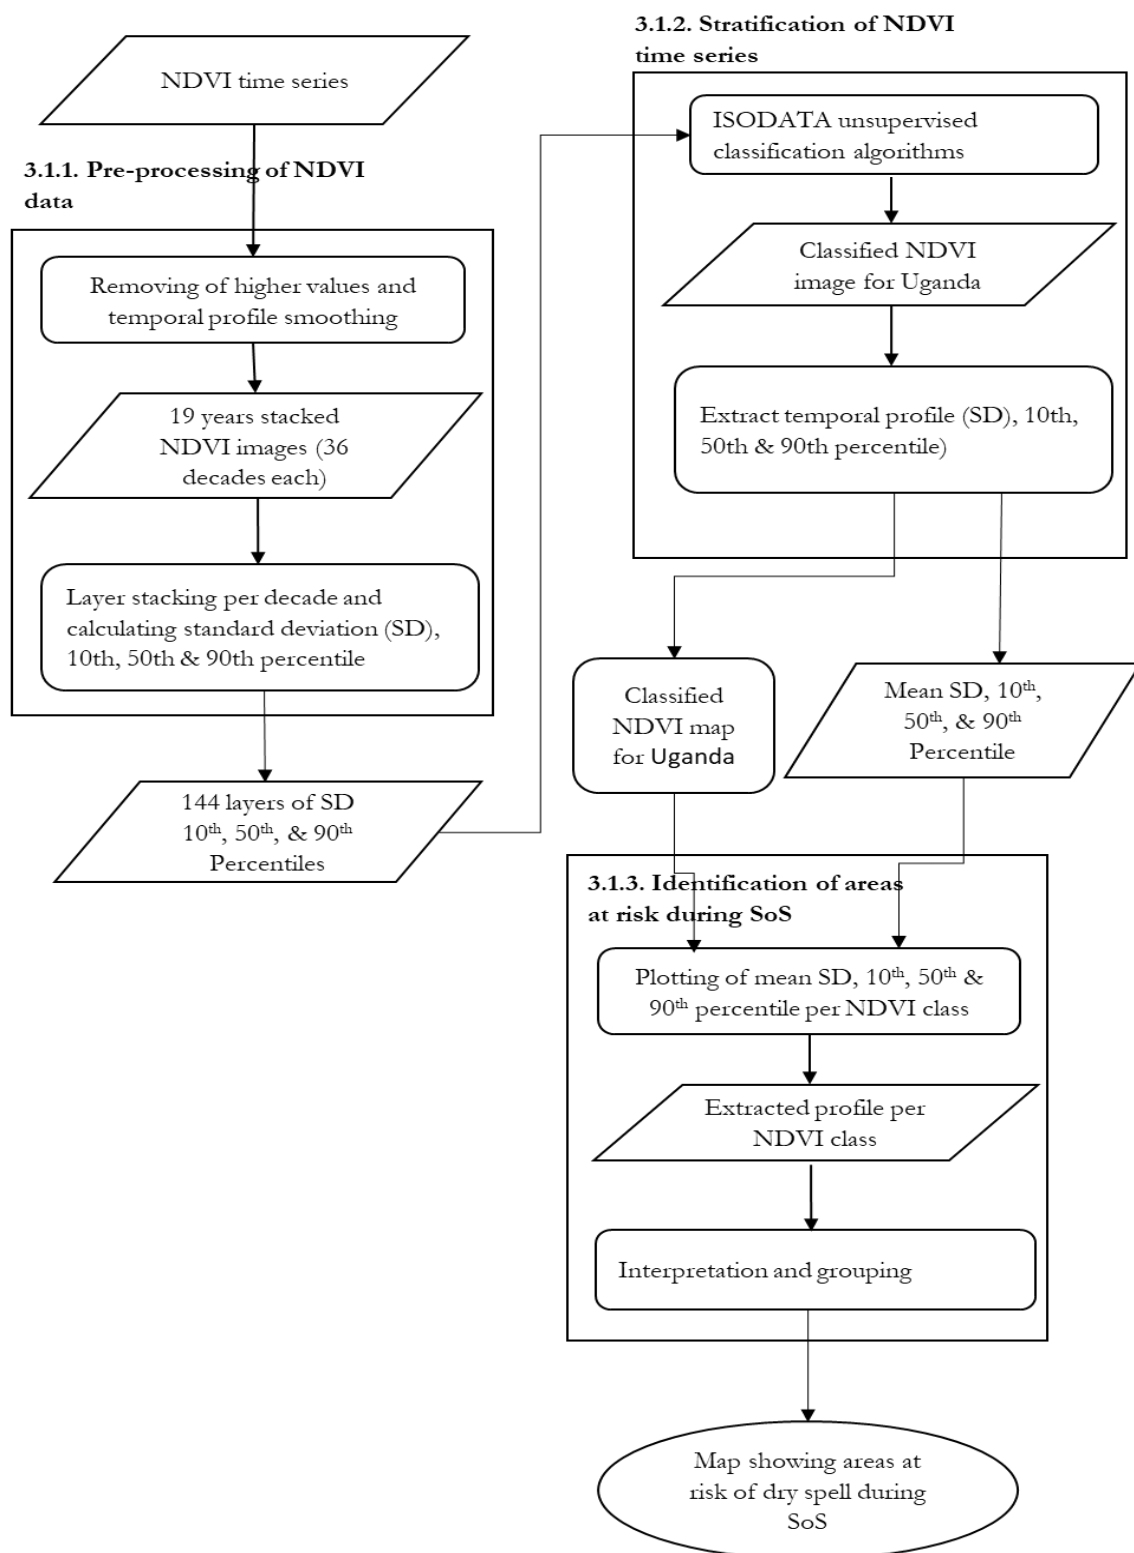 NDVI time series
3.1.1. Pre-processing of NDVI
data
Removing of higher values and
temporal profile smoothing
19 years stacked
NDVI images (36
decades each)
Layer stacking per decade and
calculating standard deviation (SD),
10th, 50th & 90th percentile
144 layers of SD
10th, 50th, & 90th
Percentiles
3.1.2. Stratification of NDVI
time series
ISODATA unsupervised
classification algorithms
Classified NDVI
image for Uganda
Extract temporal profile (SD), 10th,
50th & 90th percentile)
Classified
NDVI map
for Uganda
Mean SD, 10th,
50th, & 90th
Percentile
3.1.3. Identification of areas
at risk during SoS
Plotting of mean SD, 10th, 50th &
90th percentile per NDVI class
Extracted profile per
NDVI class
Interpretation and grouping
Map showing areas at
risk of dry spell during
SoS